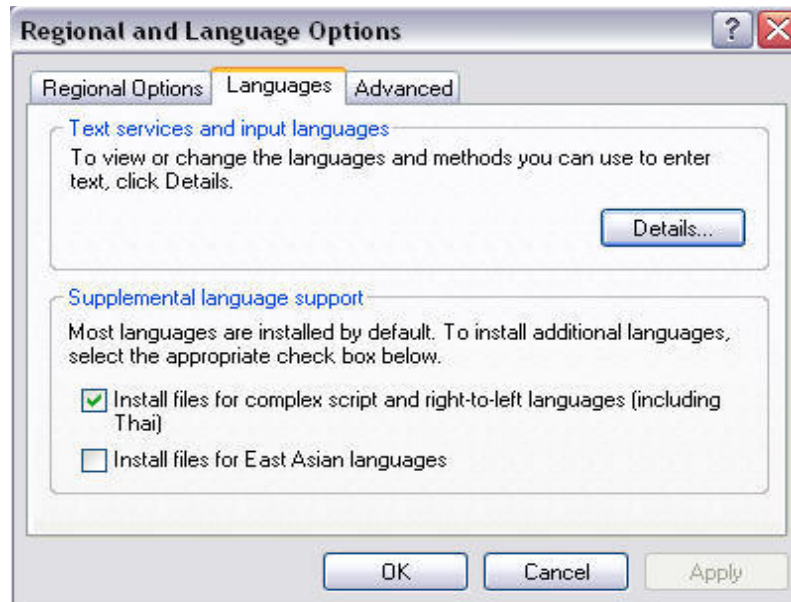 Regional and Language Options
?
Regional Options Languages Advanced
Text services and input languages
To view or change the languages and methods you can use to enter
text, click Details.
Details...
Supplemental language support
Most languages are installed by default. To install additional languages,
select the appropriate check box below.
Install files for complex script and right-to-left languages (including
Thai)
Install files for East Asian languages
OK Cancel Apply